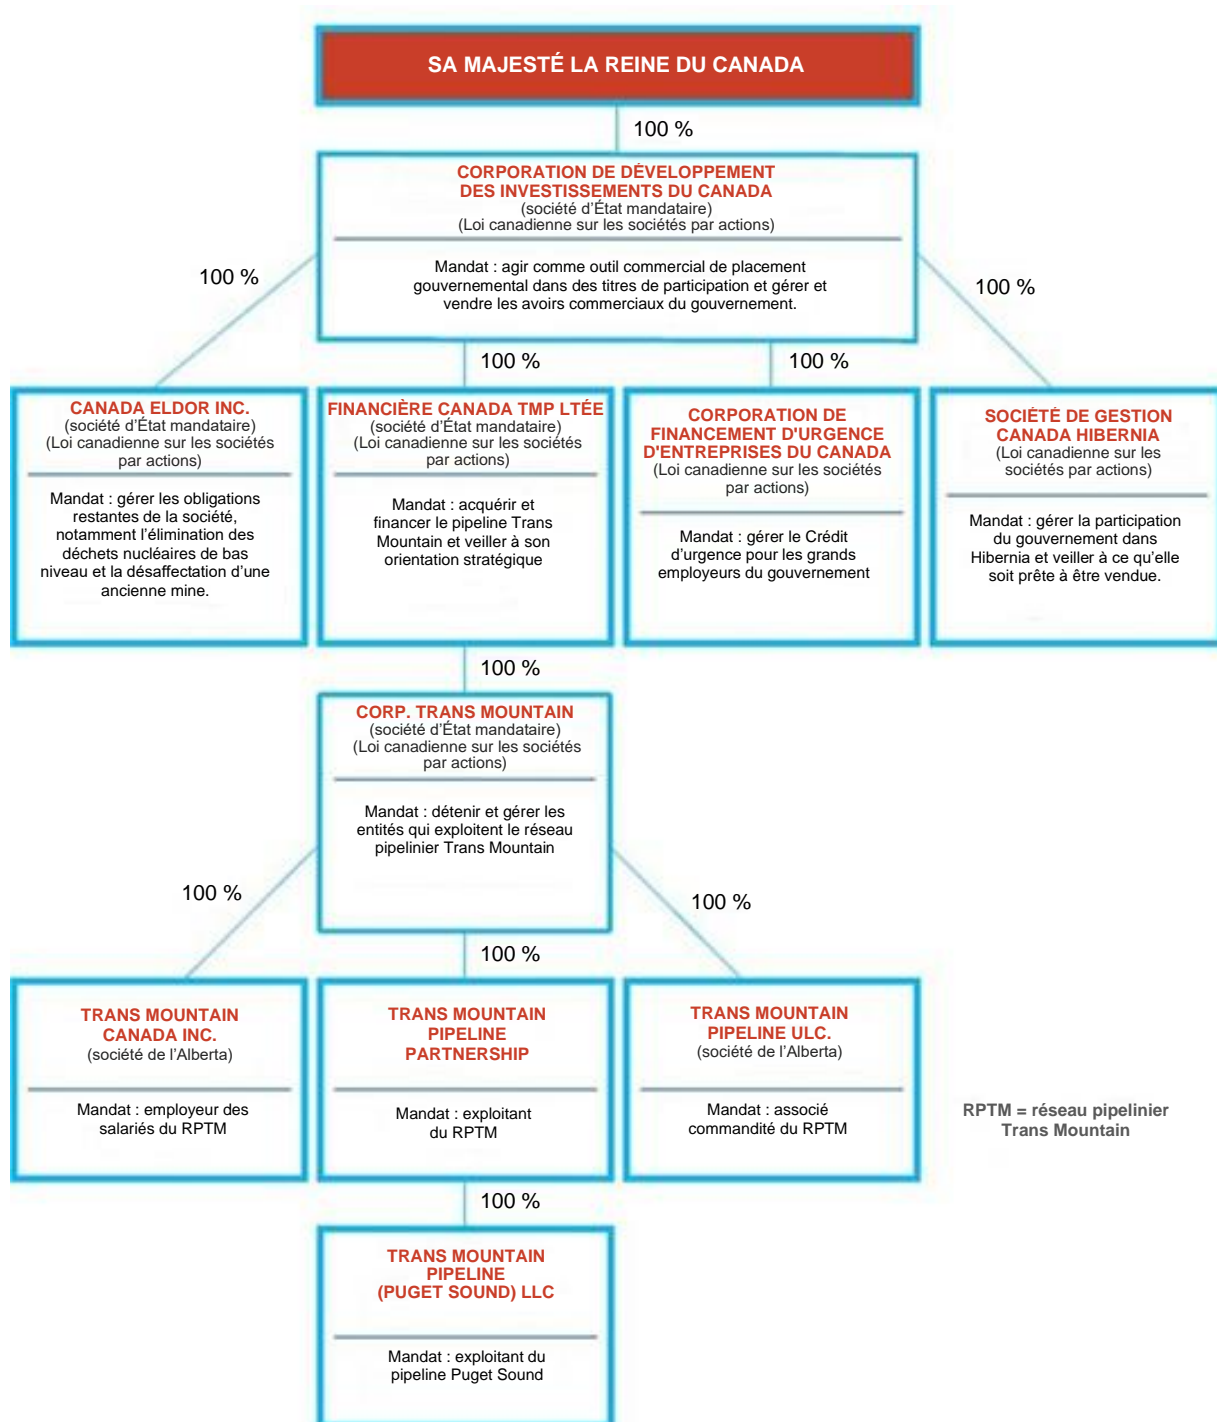 SA MAJESTÉ LA REINE DU CANADA
100 %
CORPORATION DE DÉVELOPPEMENT
DES INVESTISSEMENTS DU CANADA
(société d'État mandataire)
(Loi canadienne sur les sociétés par actions)
Mandat : agir comme outil commercial de placement
gouvernemental dans des titres de participation et gérer et
vendre les avoirs commerciaux du gouvernement.
100 %
100 %
100 %
100 %
CANADA ELDOR INC.
(société d'État mandataire)
(Loi canadienne sur les sociétés
par actions)
Mandat : gérer les obligations
restantes de la société,
notamment l'élimination des
déchets nucléaires de bas
niveau et la désaffectation d'une
ancienne mine.
FINANCIÈRE CANADA TMP LTÉE
(société d'État mandataire)
(Loi canadienne sur les sociétés
par actions)
Mandat : acquérir et
financer le pipeline Trans
Mountain et veiller à son
orientation stratégique
CORPORATION DE
FINANCEMENT D'URGENCE
D'ENTREPRISES DU CANADA
(Loi canadienne sur les sociétés
par actions)
Mandat : gérer le Crédit
d'urgence pour les grands
employeurs du gouvernement
SOCIÉTÉ DE GESTION
CANADA HIBERNIA
(Loi canadienne sur les
sociétés par actions)
Mandat : gérer la participation
du gouvernement dans
Hibernia et veiller à ce qu'elle
soit prête à être vendue.
100 %
CORP. TRANS MOUNTAIN
(société d'État mandataire)
(Loi canadienne sur les sociétés
par actions)
Mandat : détenir et gérer les
entités qui exploitent le réseau
pipelinier Trans Mountain
100 %
100 %
100 %
TRANS MOUNTAIN
CANADA INC.
(société de l'Alberta)
Mandat : employeur des
salariés du RPTM
TRANS MOUNTAIN
PIPELINE
PARTNERSHIP
Mandat : exploitant
du RPTM
TRANS MOUNTAIN
PIPELINE ULC.
(société de l'Alberta)
Mandat : associé
commandité du RPTM
RPTM = réseau pipelinier
Trans Mountain
100 %
TRANS MOUNTAIN
PIPELINE
(PUGET SOUND) LLC
Mandat : exploitant du
pipeline Puget Sound